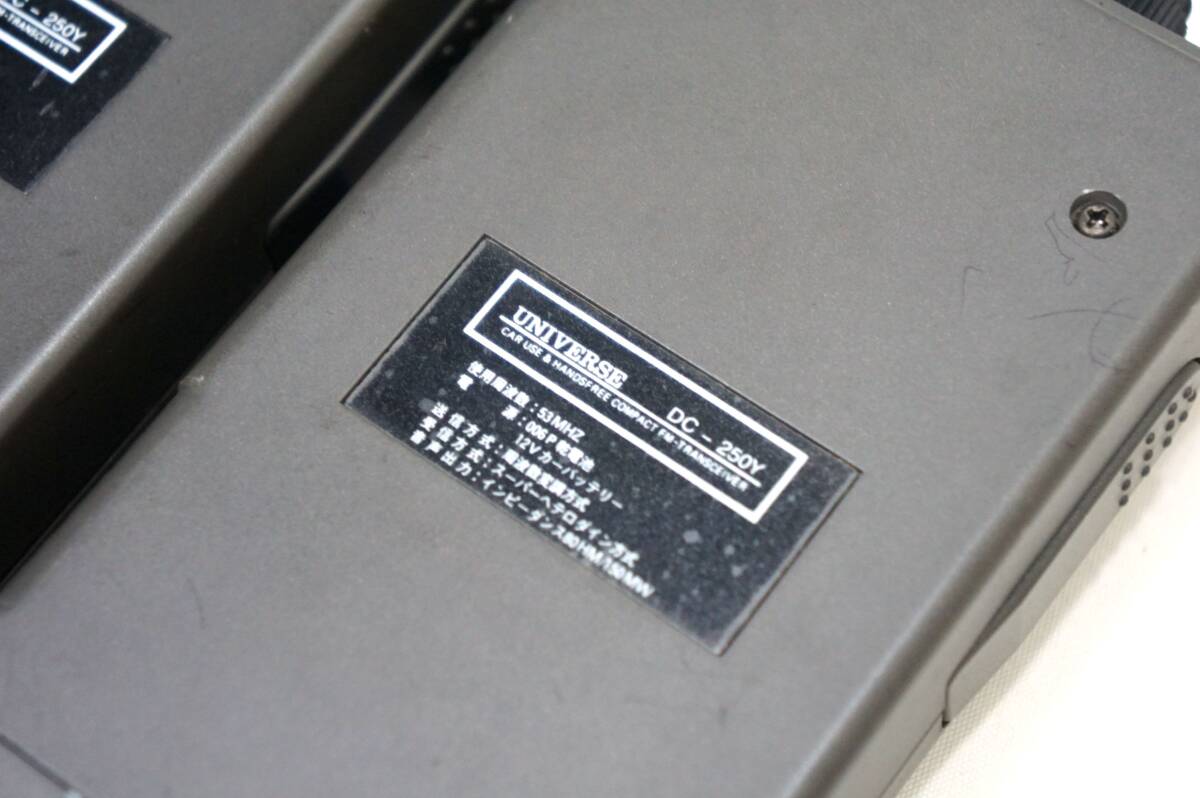 C - 250Y
FM-TRANSCEIVER
UNIVERSE DC - 250Y
CAR USE & HANDSFREE COMPACT FM-TRANSCEIVER
使用周波数：53MHZ
電源：006P乾電池
12Vカーバッテリー
送信方式：周波数変調方式
受信方式：スーパーヘテロダイン方式
音声出力：インピーダンス8OHM/150MW